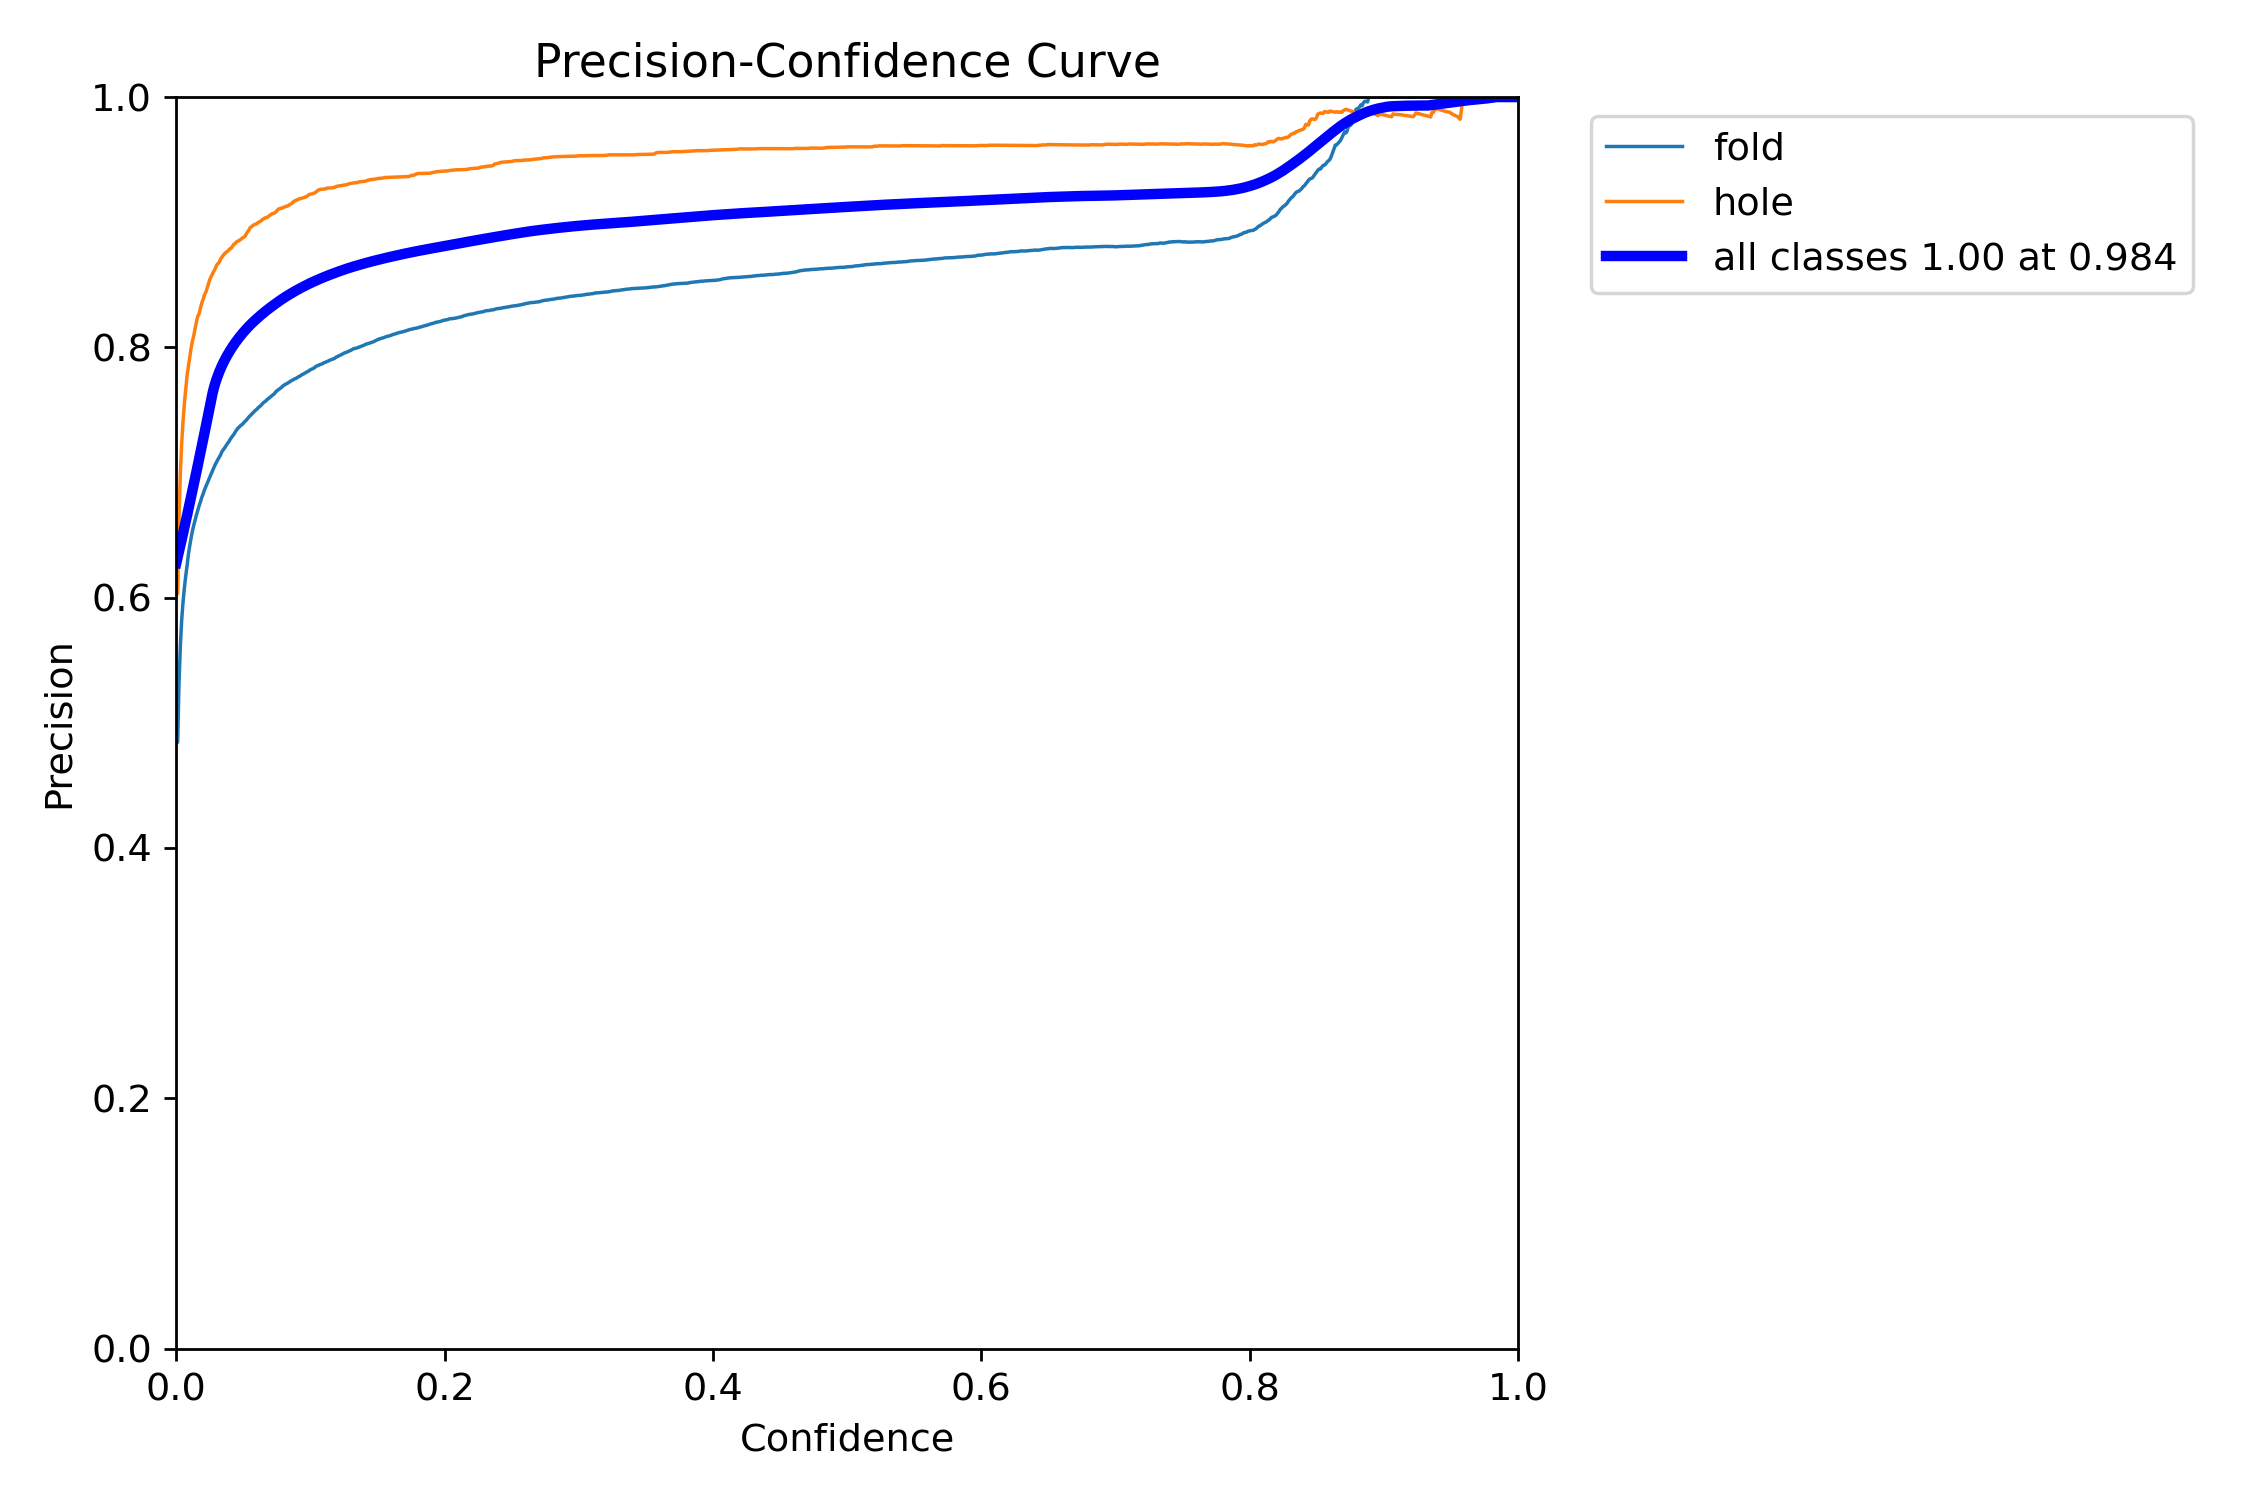 Precision-Confidence Curve
1.0
0.8
0.6
0.4
0.2
0.0
Precision
0.0 0.2 0.4 0.6 0.8 1.0
Confidence
fold
hole
all classes 1.00 at 0.984